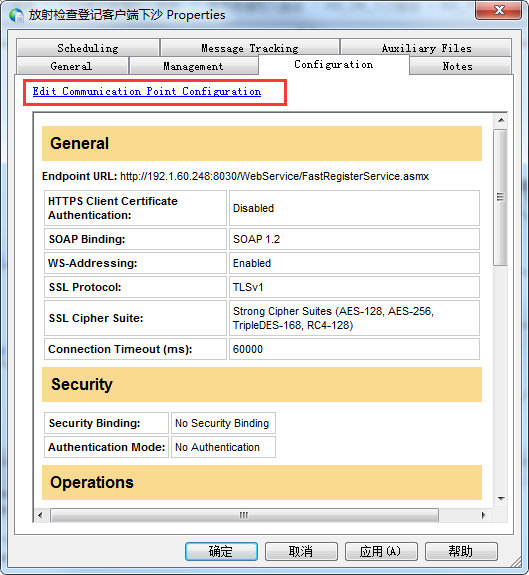 放射检查登记客户端下沙 Properties
Scheduling Message Tracking Auxiliary Files
General Management Configuration Notes
Edit Communication Point Configuration
General
Endpoint URL: http://192.1.60.248:8030/WebService/FastRegisterService.asmx
HTTPS Client Certificate Authentication: Disabled
SOAP Binding: SOAP 1.2
WS-Addressing: Enabled
SSL Protocol: TLSv1
SSL Cipher Suite: Strong Cipher Suites (AES-128, AES-256, TripleDES-168, RC4-128)
Connection Timeout (ms): 60000
Security
Security Binding: No Security Binding
Authentication Mode: No Authentication
Operations
确定 取消 应用(A) 帮助